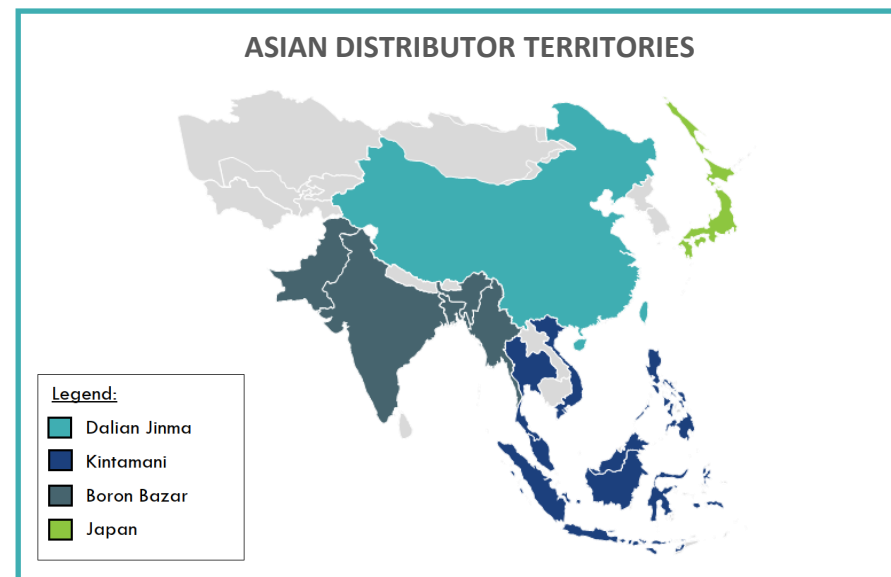 ASIAN DISTRIBUTOR TERRITORIES
Legend:
Dalian Jinma
Kintamani
Boron Bazar
Japan